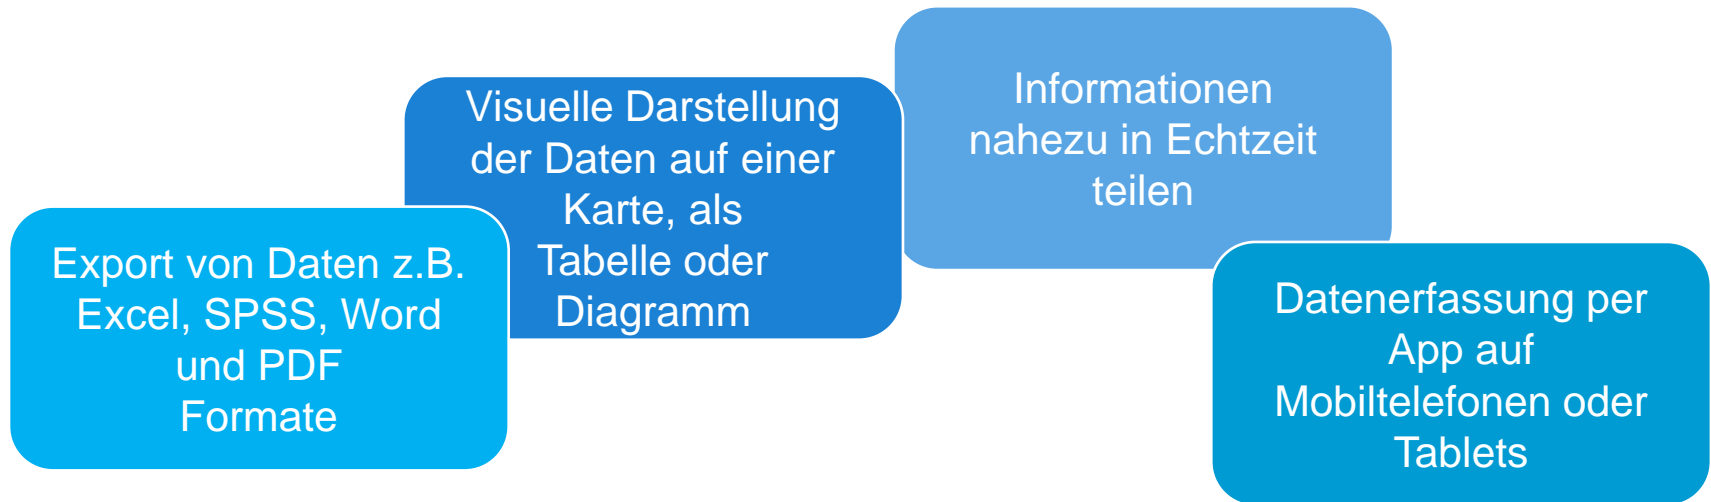 Export von Daten z.B.
Excel, SPSS, Word
und PDF
Formate
Visuelle Darstellung
der Daten auf einer
Karte, als
Tabelle oder
Diagramm
Informationen
nahezu in Echtzeit
teilen
Datenerfassung per
App auf
Mobiltelefonen oder
Tablets